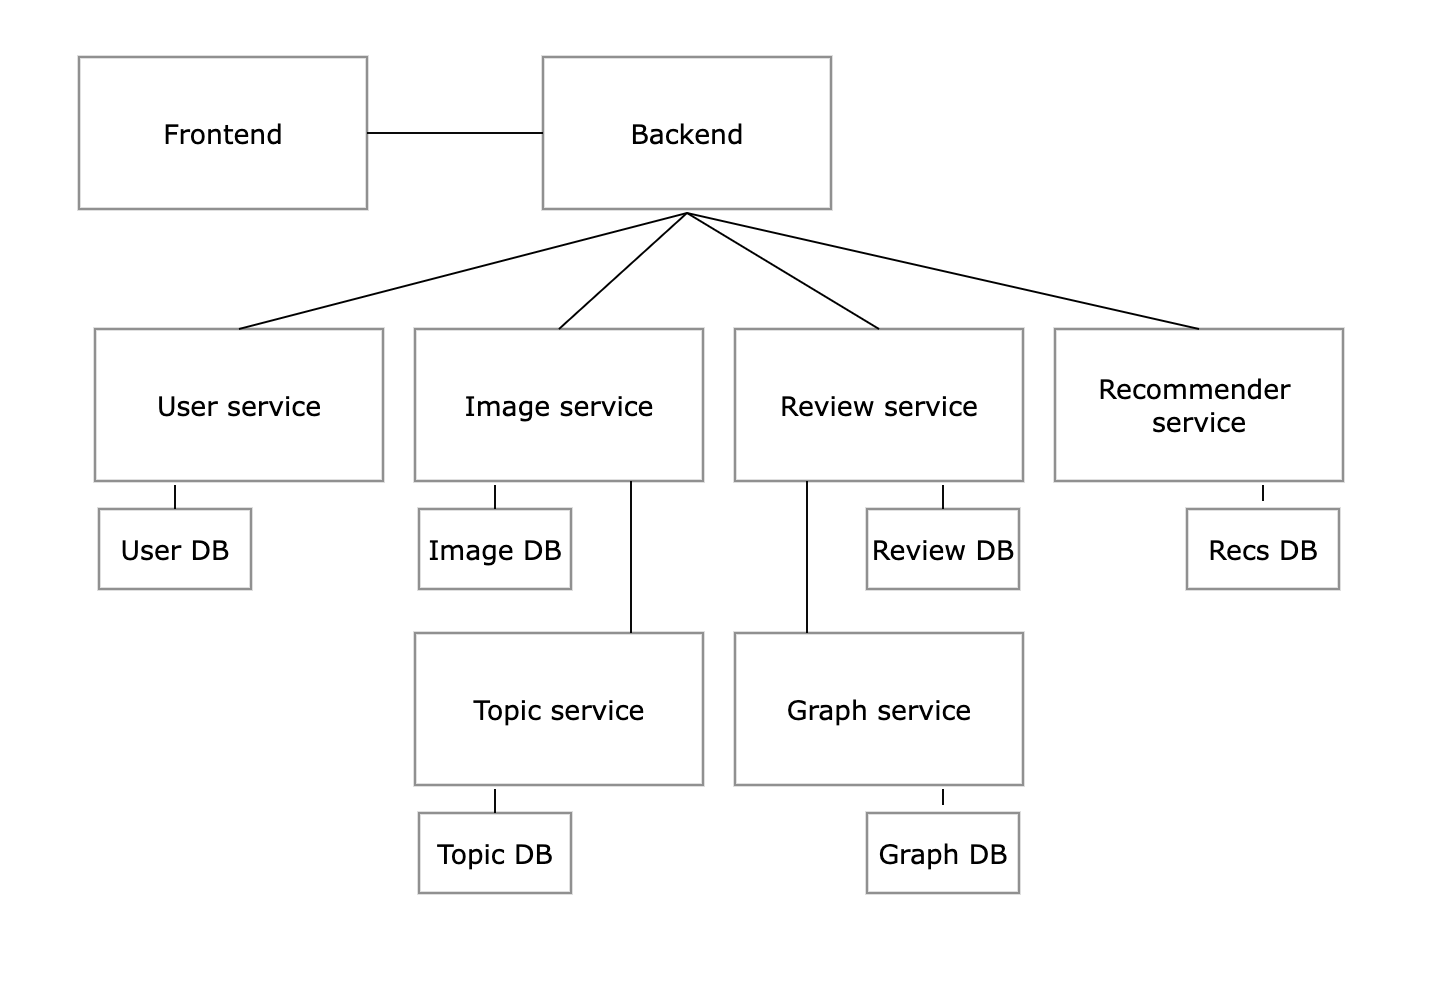 Frontend
Backend
User service
Image service
Review service
Recommender
service
User DB
Image DB
Review DB
Recs DB
Topic service
Graph service
Topic DB
Graph DB